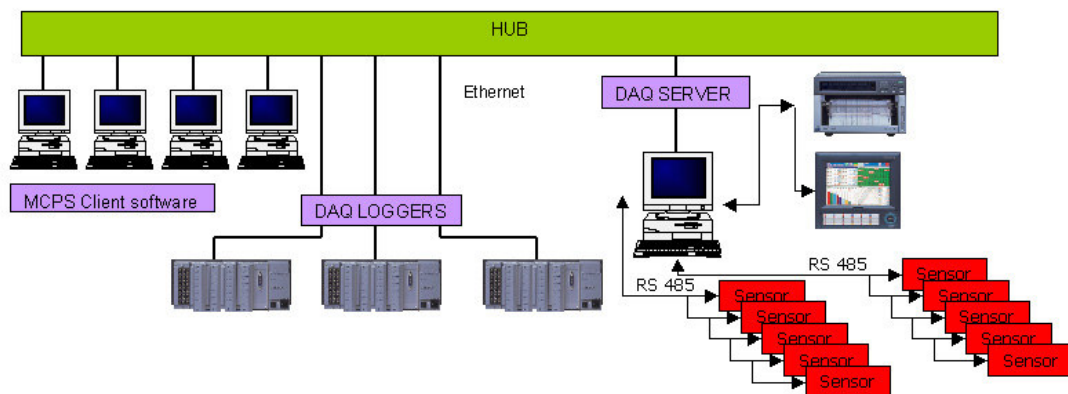 HUB
Ethernet
DAQ SERVER
MCPS Client software
DAQ LOGGERS
RS 485
RS 485
Sensor
Sensor
Sensor
Sensor
Sensor
Sensor
Sensor
Sensor
Sensor
Sensor